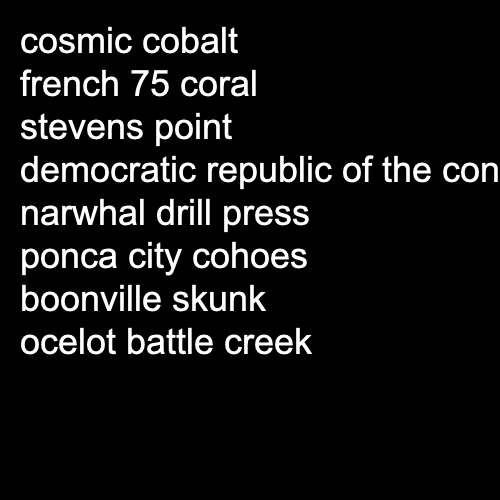 cosmic cobalt
french 75 coral
stevens point
democratic republic of the con
narwhal drill press
ponca city cohoes
boonville skunk
ocelot battle creek